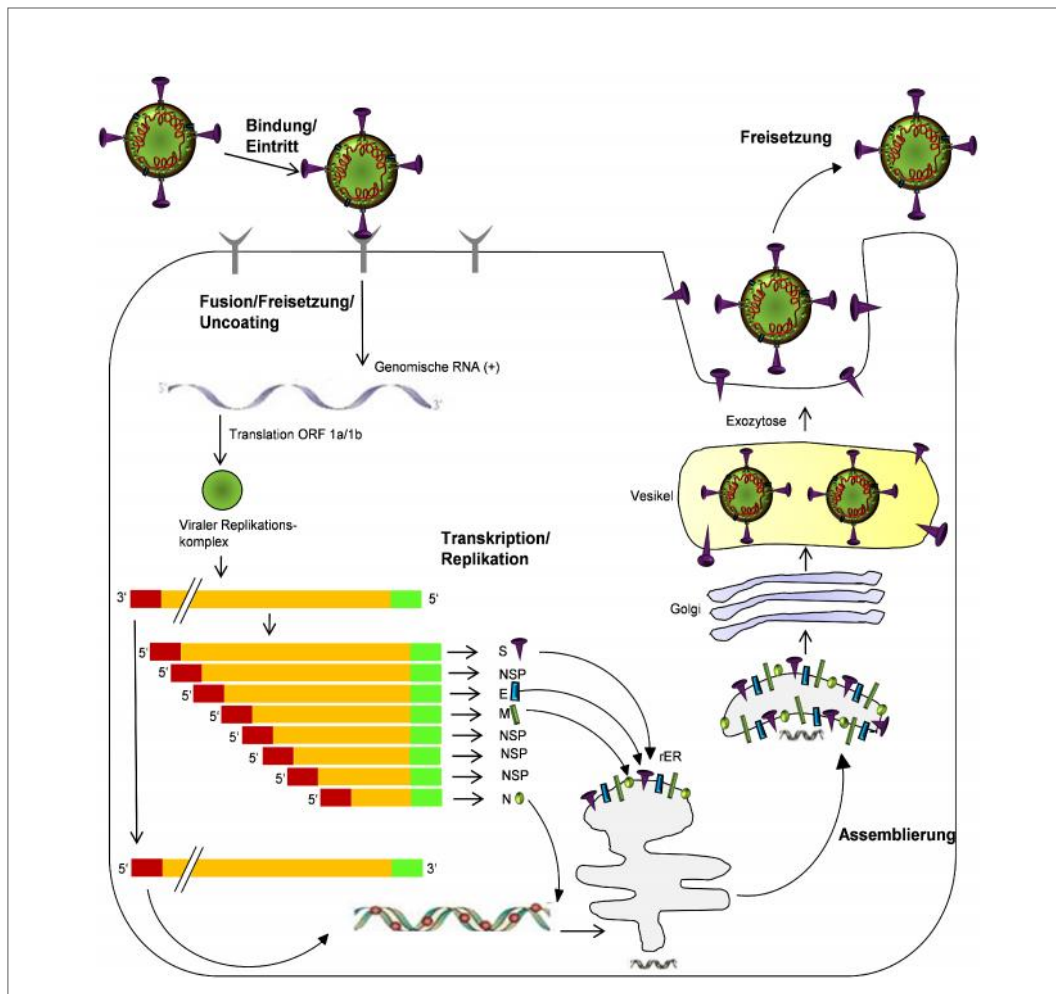 Bindung/
Eintritt
Freisetzung
Fusion/Freisetzung/
Uncoating
Genomische RNA (+)
5'
3'
Translation ORF 1a/1b
Exozytose
Vesikel
Viraler Replikations-
komplex
Transkription/
Replikation
3'
5'
Golgi
5'
S
5'
NSP
5'
E
5'
M
5'
NSP
5'
NSP
5'
NSP
5'
N
rER
Assemblierung
5'
3'